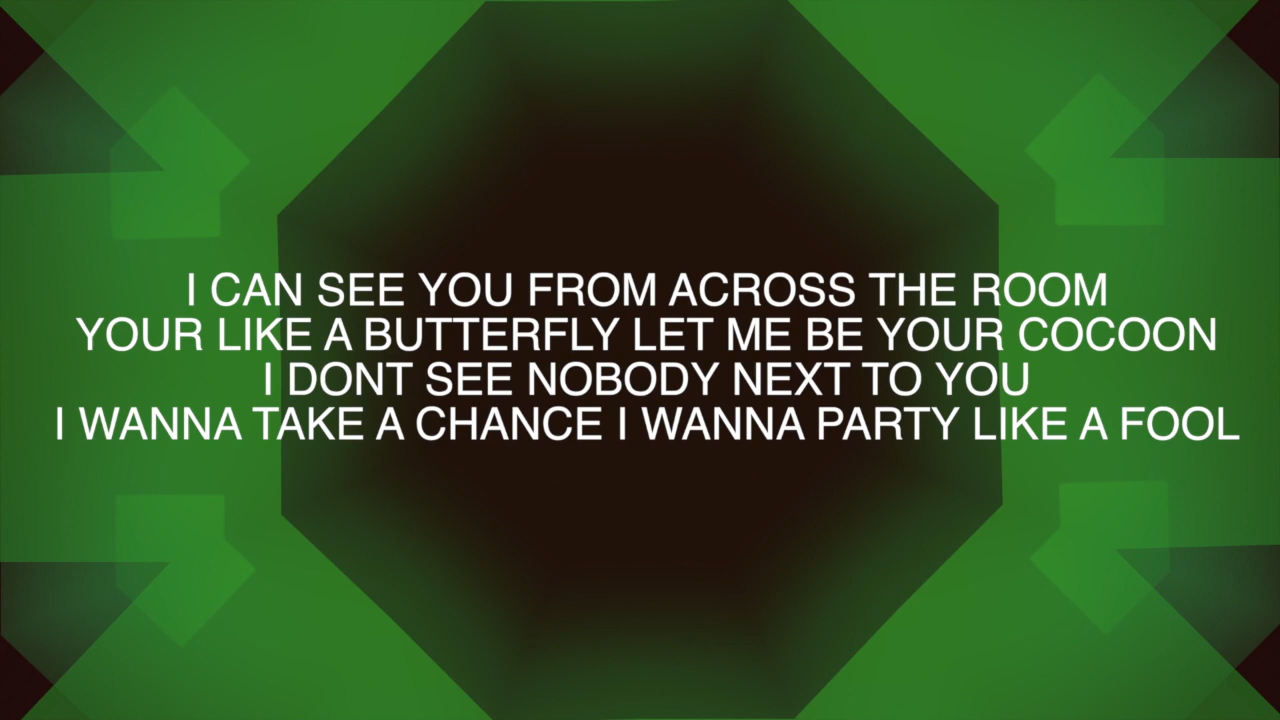 I CAN SEE YOU FROM ACROSS THE ROOM
YOUR LIKE A BUTTERFLY LET ME BE YOUR COCOON
I DONT SEE NOBODY NEXT TO YOU
I WANNA TAKE A CHANCE I WANNA PARTY LIKE A FOOL